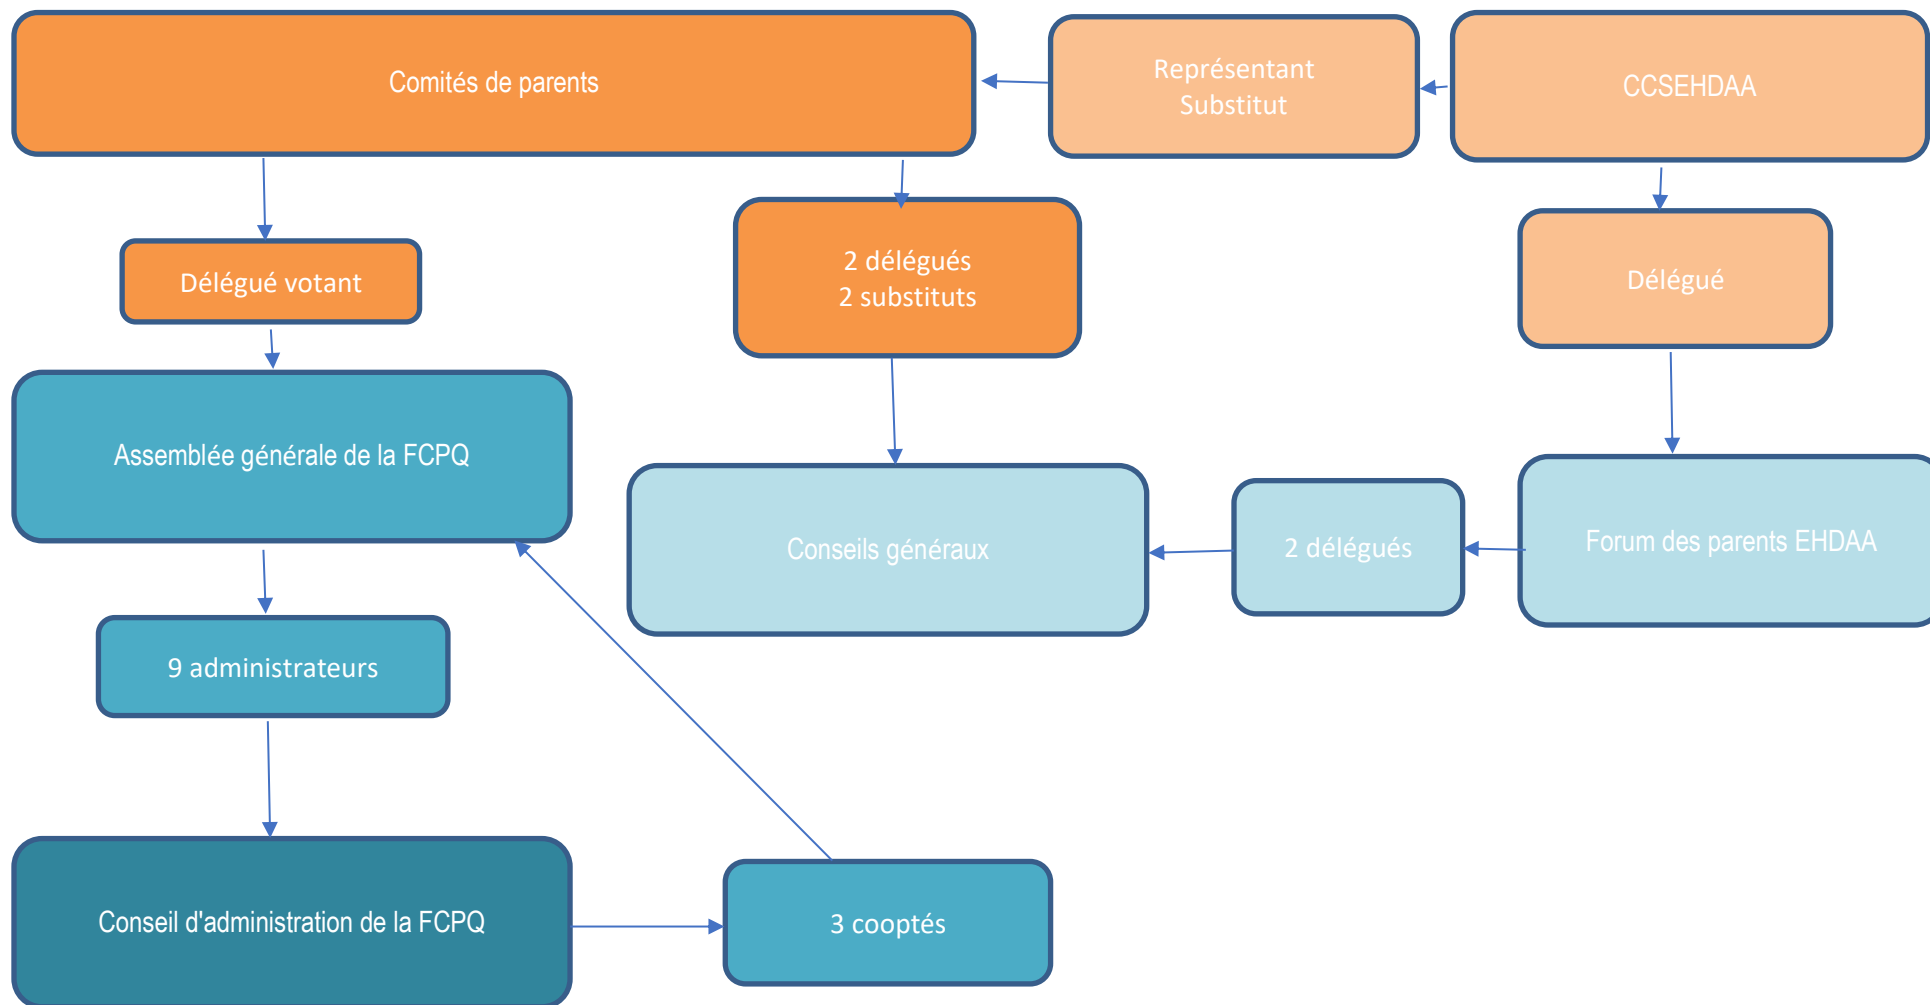 Comités de parents
Représentant
Substitut
CCSEHDAA
Délégué votant
2 délégués
2 substituts
Délégué
Assemblée générale de la FCPQ
Conseils généraux
2 délégués
Forum des parents EHDAA
9 administrateurs
Conseil d'administration de la FCPQ
3 cooptés